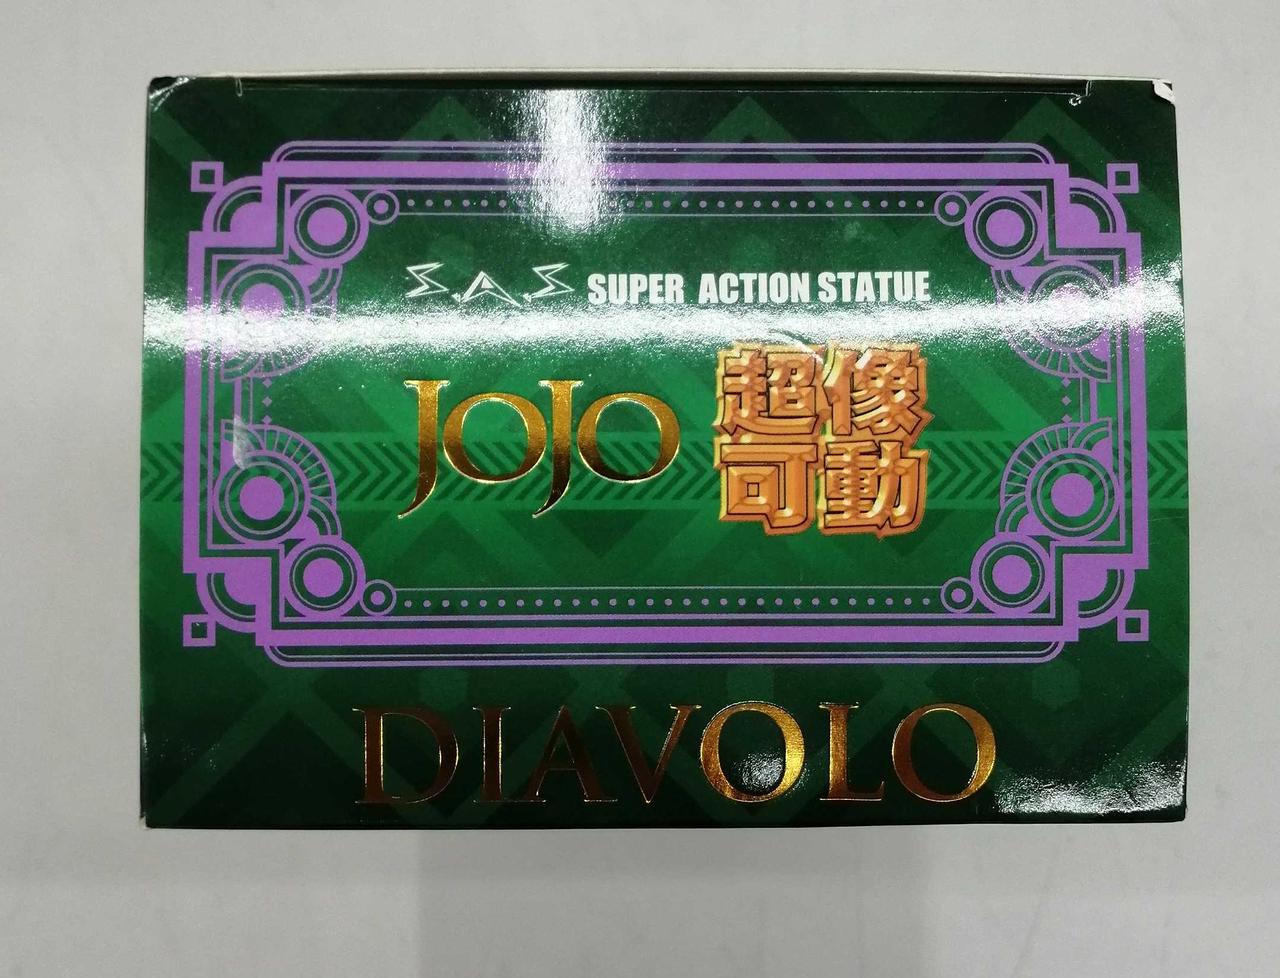 S.A.S SUPER ACTION STATUE
JOJO
超像
可動
DIAVOLO